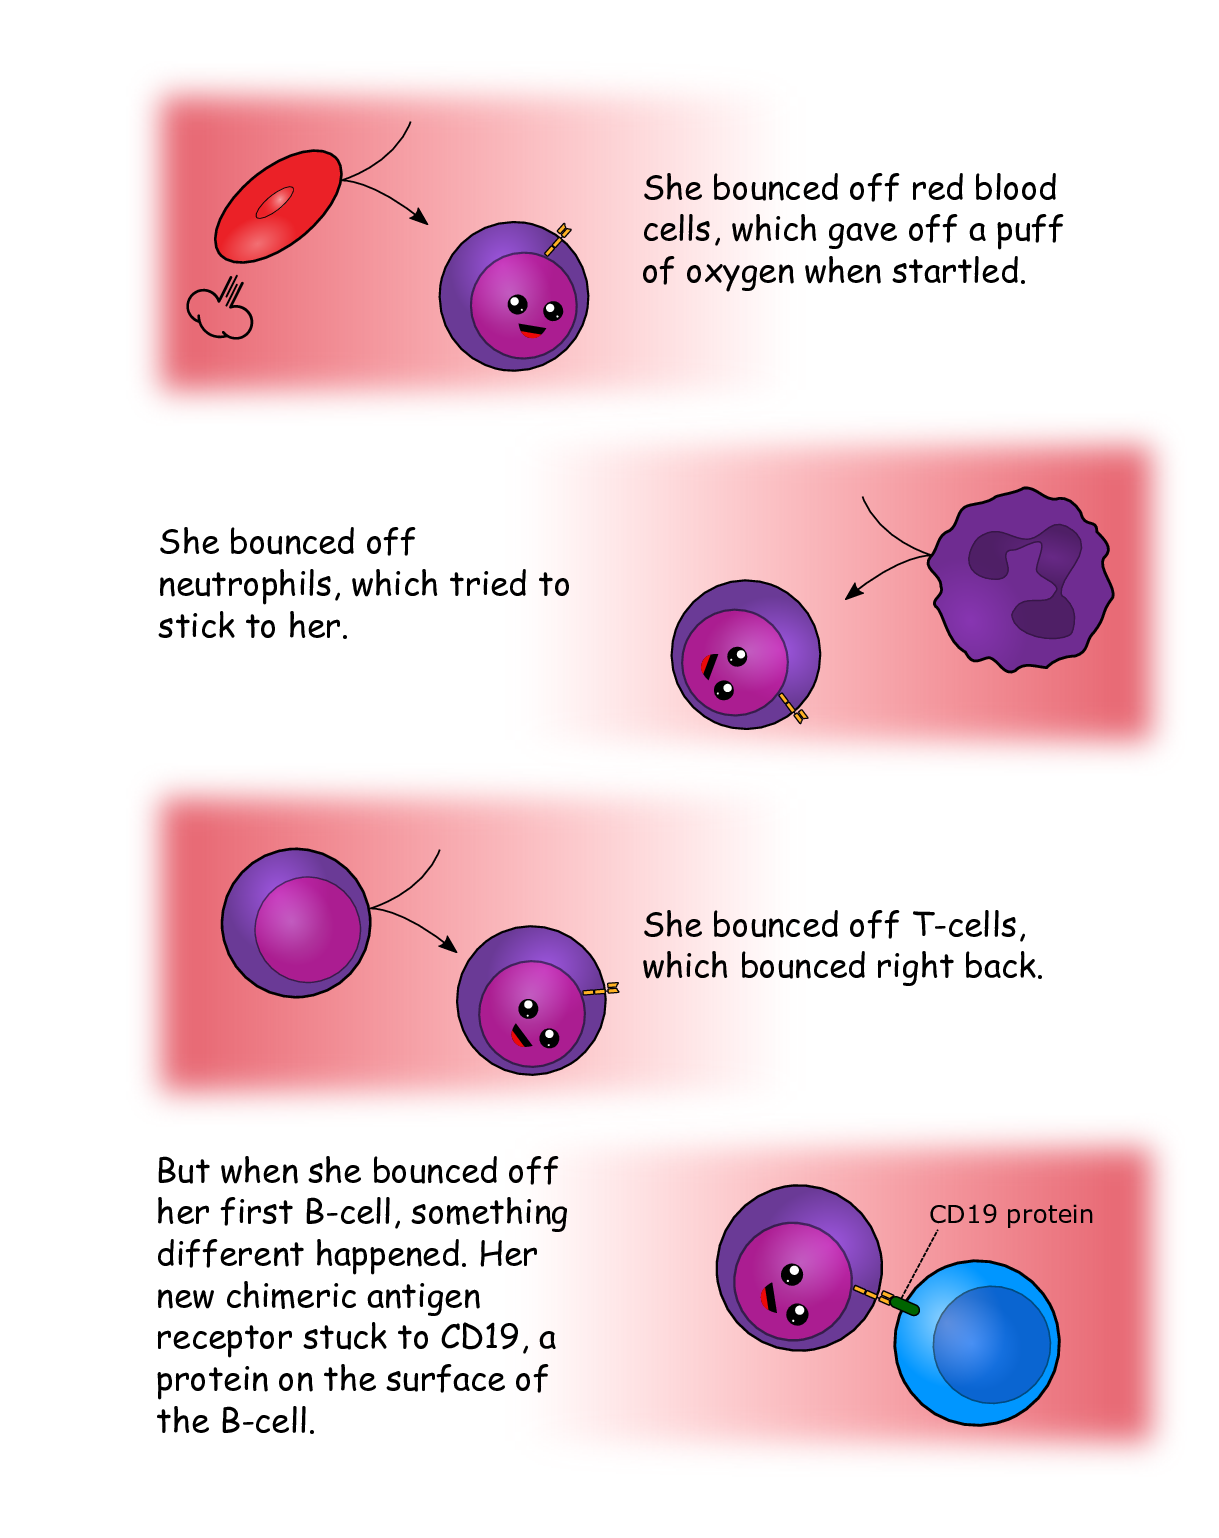 She bounced off red blood
cells, which gave off a puff
of oxygen when startled.
She bounced off
neutrophils, which tried to
stick to her.
She bounced off T-cells,
which bounced right back.
But when she bounced off
her first B-cell, something
different happened. Her
new chimeric antigen
receptor stuck to CD19, a
protein on the surface of
the B-cell.
CD19 protein